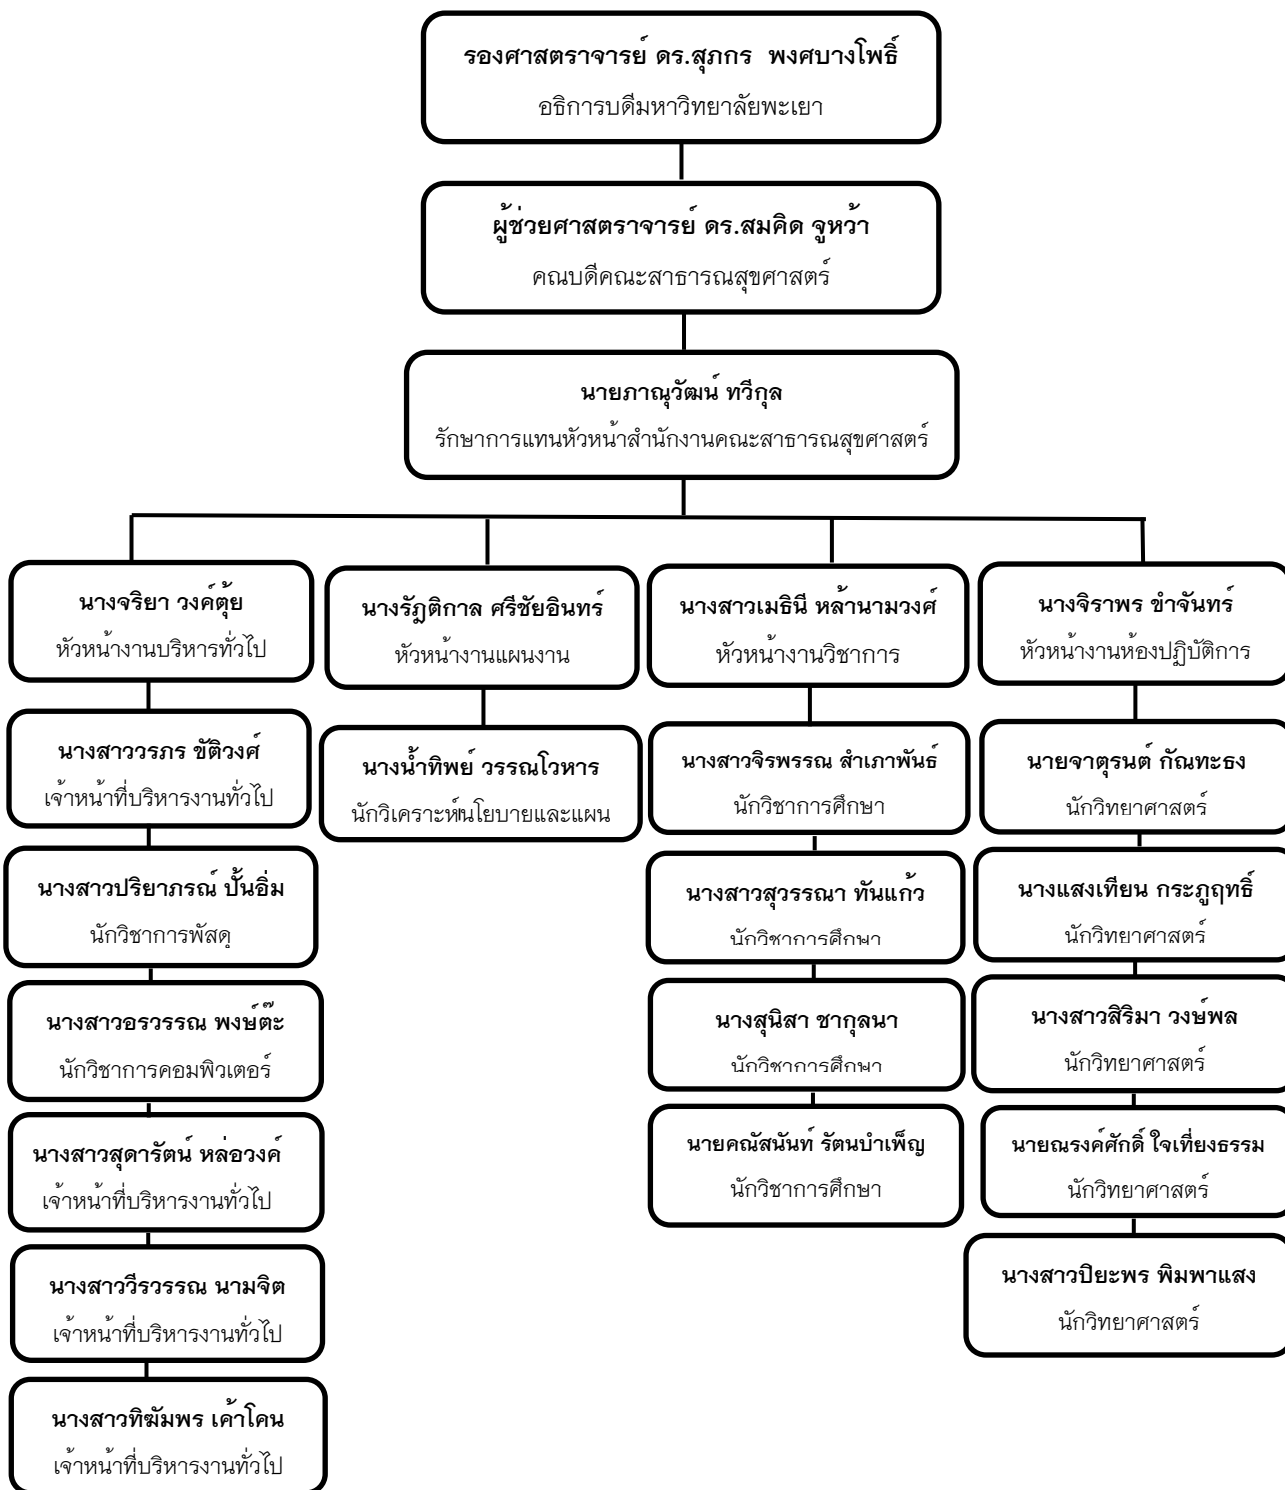 รองศาสตราจารย์ ดร.สุภกร  พงศบางโพธิ์
อธิการบดีมหาวิทยาลัยพะเยา
ผู้ช่วยศาสตราจารย์ ดร.สมคิด จูหว้า
คณบดีคณะสาธารณสุขศาสตร์
นายภาณุวัฒน์ ทวีกุล
รักษาการแทนหัวหน้าสำนักงานคณะสาธารณสุขศาสตร์
นางจริยา วงค์ตุ้ย
หัวหน้างานบริหารทั่วไป
นางสาววรภร ขัติวงศ์
เจ้าหน้าที่บริหารงานทั่วไป
นางสาวปริยาภรณ์ ปั้นอิ่ม
นักวิชาการพัสดุ
นางสาวอรวรรณ พงษ์ต๊ะ
นักวิชาการคอมพิวเตอร์
นางสาวสุดารัตน์ หล่อวงค์
เจ้าหน้าที่บริหารงานทั่วไป
นางสาววีรวรรณ นามจิต
เจ้าหน้าที่บริหารงานทั่วไป
นางสาวทิฆัมพร เค้าโคน
เจ้าหน้าที่บริหารงานทั่วไป
นางรัฎติกาล ศรีชัยอินทร์
หัวหน้างานแผนงาน
นางน้ำทิพย์ วรรณโวหาร
นักวิเคราะห์นโยบายและแผน
นางสาวเมธินี หล้านามวงศ์
หัวหน้างานวิชาการ
นางสาวจิรพรรณ สำเภาพันธ์
นักวิชาการศึกษา
นางสาวสุวรรณา ทันแก้ว
นักวิชาการศึกษา
นางสุนิสา ชากุลนา
นักวิชาการศึกษา
นายคณัสนันท์ รัตนบำเพ็ญ
นักวิชาการศึกษา
นางจิราพร ขำจันทร์
หัวหน้างานห้องปฏิบัติการ
นายจาตุรนต์ กัณทะธง
นักวิทยาศาสตร์
นางแสงเทียน กระภูฤทธิ์
นักวิทยาศาสตร์
นางสาวสิริมา วงษ์พล
นักวิทยาศาสตร์
นายณรงค์ศักดิ์ ใจเที่ยงธรรม
นักวิทยาศาสตร์
นางสาวปิยะพร พิมพาแสง
นักวิทยาศาสตร์